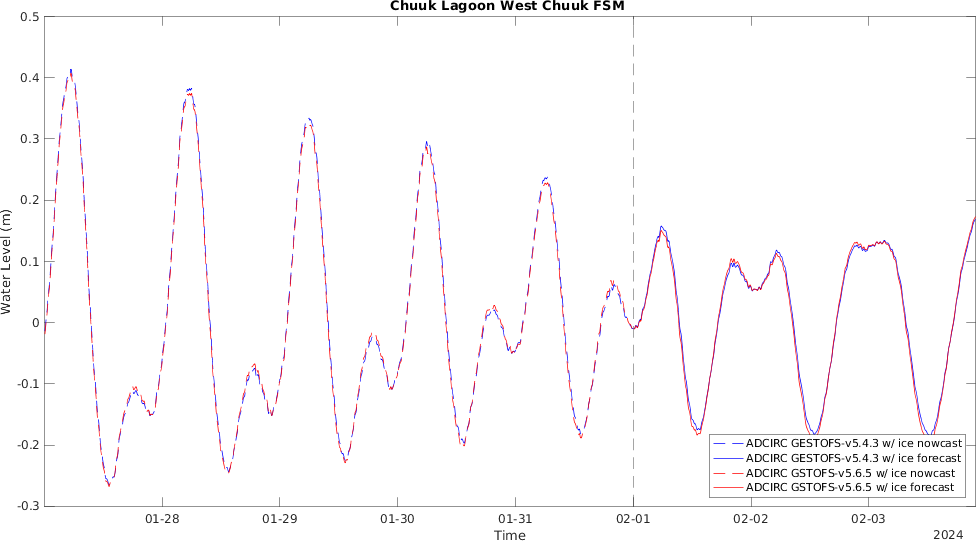 Chuuk Lagoon West Chuuk FSM
0.5
0.4
0.3
0.2
0.1
0
-0.1
-0.2
-0.3
Water Level (m)
01-28 01-29 01-30 01-31 02-01 02-02 02-03
Time
2024
ADCIRC GESTOFS-v5.4.3 w/ ice nowcast
ADCIRC GESTOFS-v5.4.3 w/ ice forecast
ADCIRC GSTOFS-v5.6.5 w/ ice nowcast
ADCIRC GSTOFS-v5.6.5 w/ ice forecast